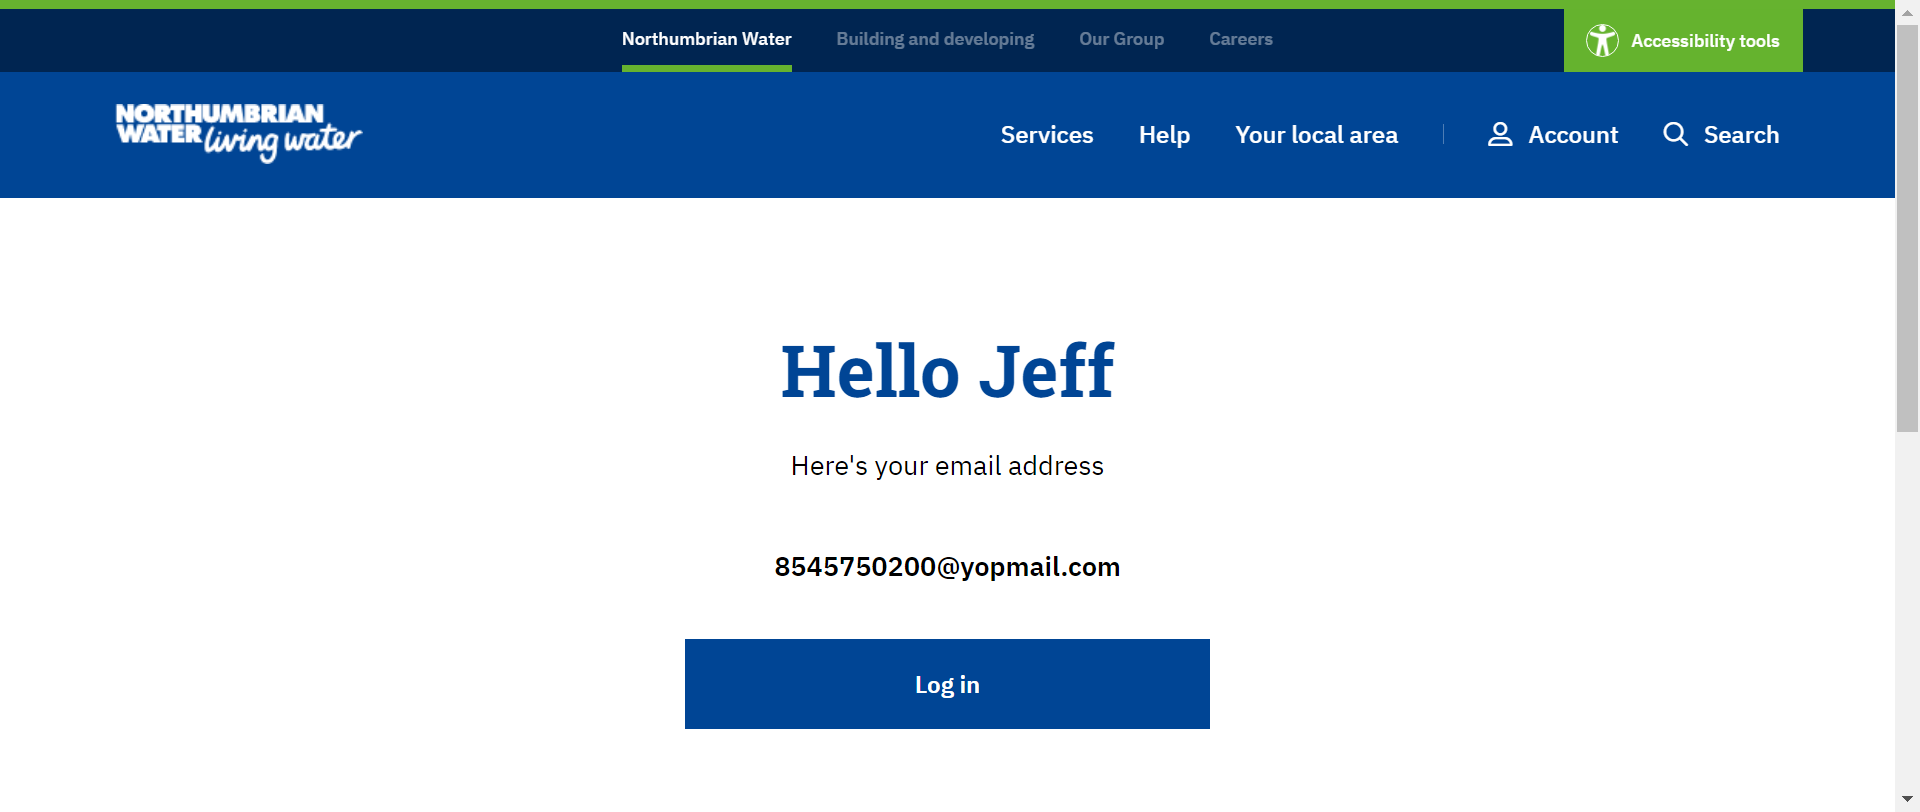 Northumbrian Water Building and developing Our Group Careers Accessibility tools
NORTHUMBRIAN
WATER living water
Services Help Your local area Account Search
Hello Jeff
Here's your email address
8545750200@yopmail.com
Log in